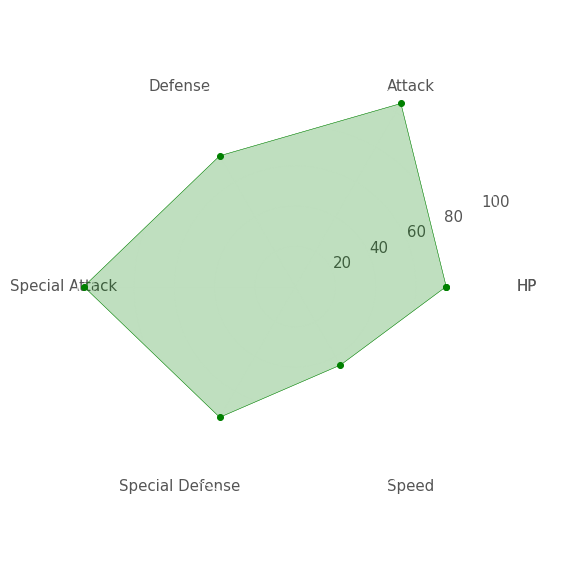 Defense
Attack
100
80
60
40
20
Special Attack
HP
Special Defense
Speed